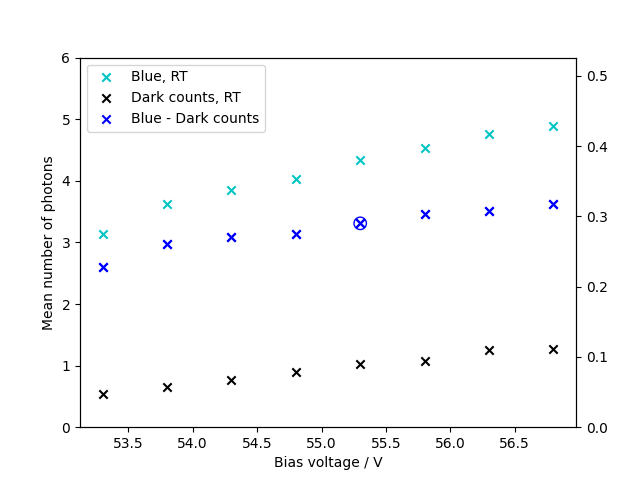 Blue, RT
Dark counts, RT
Blue - Dark counts
Mean number of photons
6
5
4
3
2
1
0
0.5
0.4
0.3
0.2
0.1
0.0
53.5 54.0 54.5 55.0 55.5 56.0 56.5
Bias voltage / V